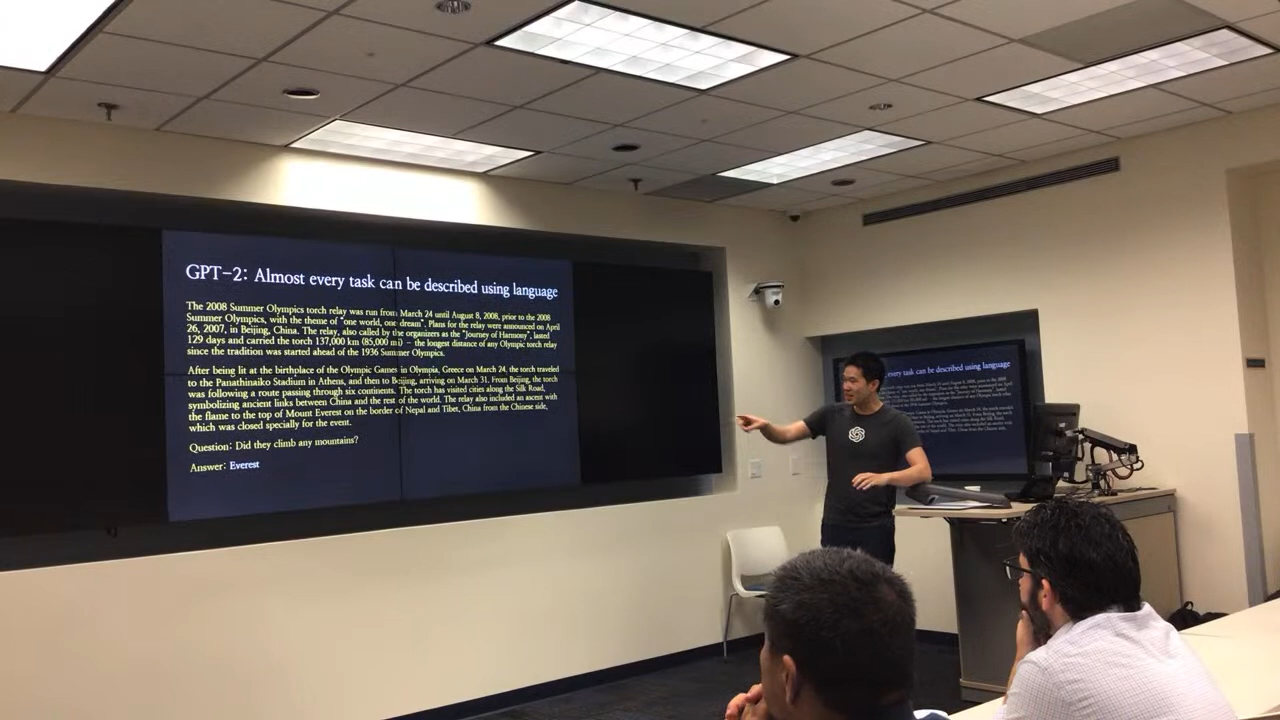 GPT-2: Almost every task can be described using language
The 2008 Summer Olympics torch relay was run from March 24 until August 8, 2008, prior to the 2008
Summer Olympics, with the theme of "one world, one dream". Plans for the relay were announced on April
26, 2007, in Beijing, China. The relay, also called by the organizers as the "Journey of Harmony", lasted
129 days and carried the torch 137,000 km (85,000 mi) – the longest distance of any Olympic torch relay
since the tradition was started ahead of the 1936 Summer Olympics.
After being lit at the birthplace of the Olympic Games in Olympia, Greece on March 24, the torch traveled
to the Panathinaiko Stadium in Athens, and then to Beijing, arriving on March 31. From Beijing, the torch
was following a route passing through six continents. The torch has visited cities along the Silk Road,
symbolizing ancient links between China and the rest of the world. The relay also included an ascent with
the flame to the top of Mount Everest on the border of Nepal and Tibet, China from the Chinese side,
which was closed specially for the event.
Question: Did they climb any mountains?
Answer: Everest
every task can be described using language